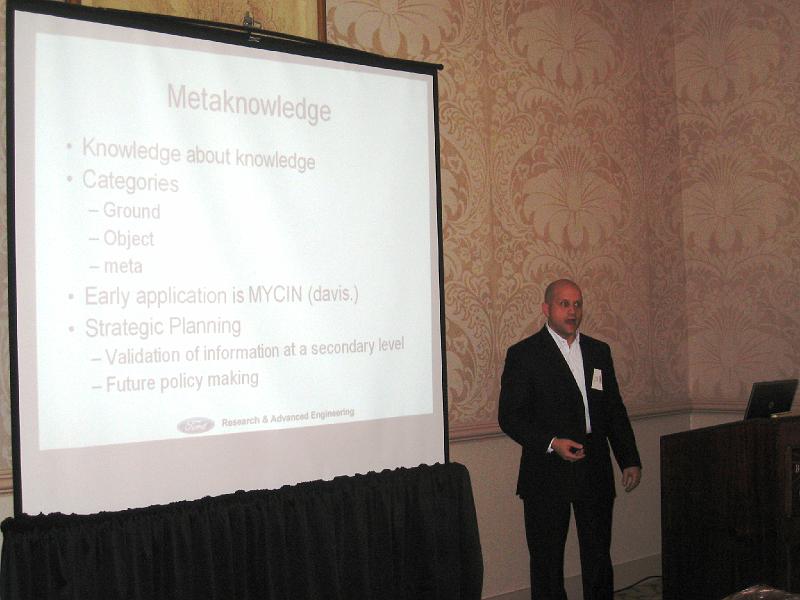 Metaknowledge
• Knowledge about knowledge
• Categories
– Ground
– Object
– meta
• Early application is MYCIN (davis.)
• Strategic Planning
– Validation of information at a secondary level
– Future policy making
Ford Research & Advanced Engineering